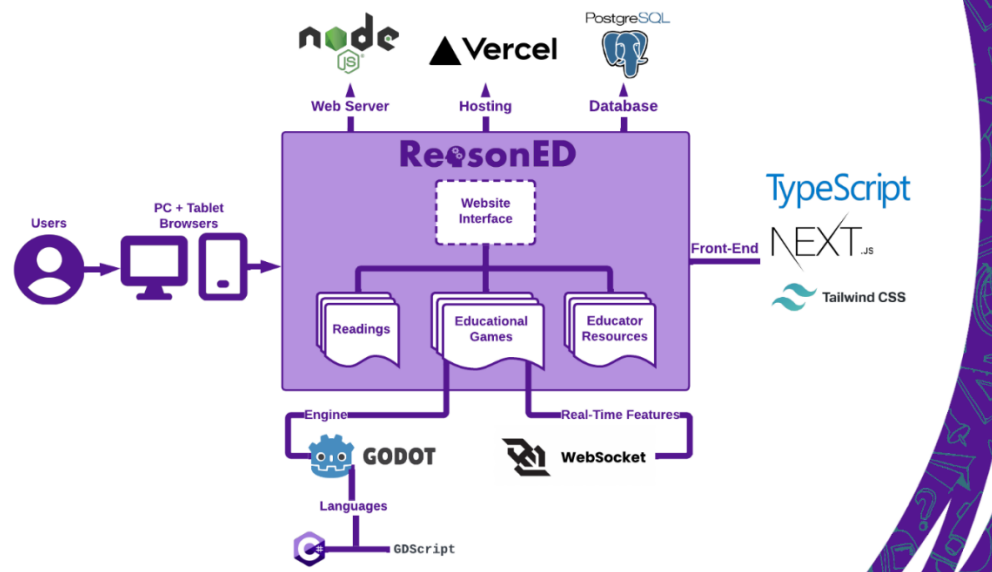 node
JS
Vercel
PostgreSQL
Web Server
Hosting
Database
ReasonED
Website
Interface
Users
PC + Tablet
Browsers
TypeScript
Front-End
NEXT.JS
Tailwind CSS
Readings
Educational
Games
Educator
Resources
Engine
Real-Time Features
GODOT
WebSocket
Languages
C#
GDScript